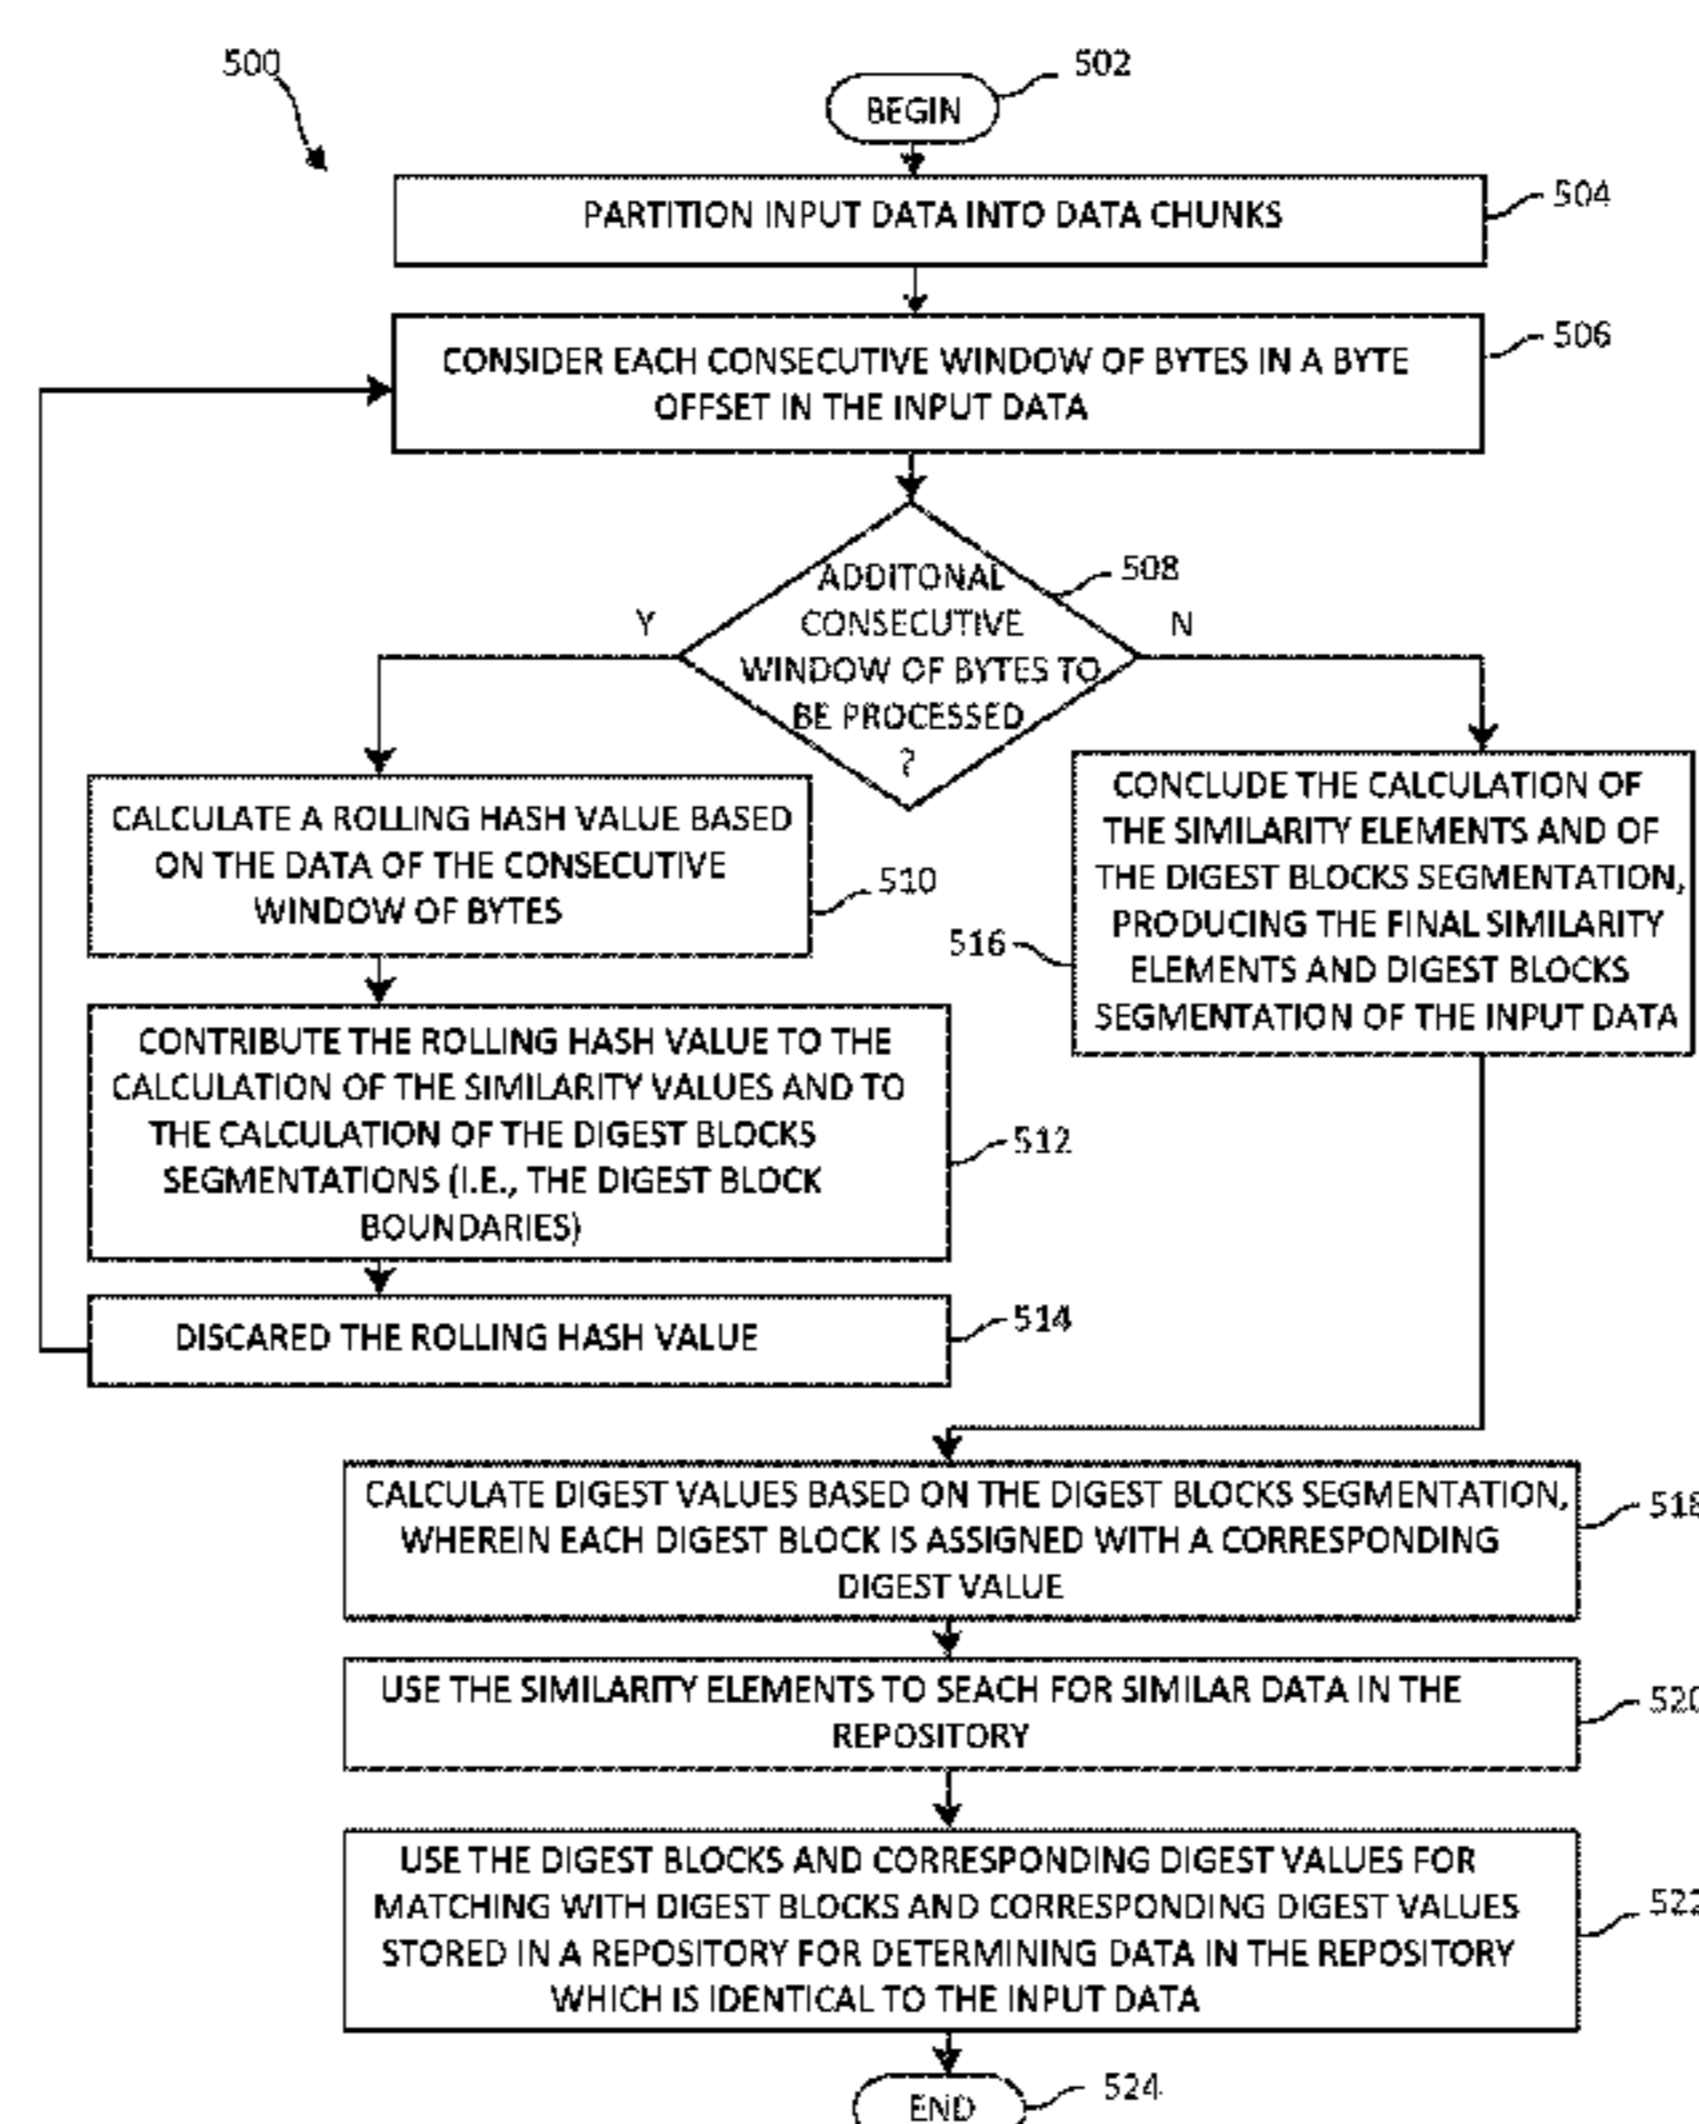 500
502
BEGIN
PARTITION INPUT DATA INTO DATA CHUNKS
504
CONSIDER EACH CONSECUTIVE WINDOW OF BYTES IN A BYTE
OFFSET IN THE INPUT DATA
506
ADDITONAL
CONSECUTIVE
WINDOW OF BYTES TO
BE PROCESSED
?
508
Y
N
CALCULATE A ROLLING HASH VALUE BASED
ON THE DATA OF THE CONSECUTIVE
WINDOW OF BYTES
510
CONTRIBUTE THE ROLLING HASH VALUE TO THE
CALCULATION OF THE SIMILARITY VALUES AND TO
THE CALCULATION OF THE DIGEST BLOCKS
SEGMENTATIONS (I.E., THE DIGEST BLOCK
BOUNDARIES)
512
DISCARED THE ROLLING HASH VALUE
514
CONCLUDE THE CALCULATION OF
THE SIMILARITY ELEMENTS AND OF
THE DIGEST BLOCKS SEGMENTATION,
PRODUCING THE FINAL SIMILARITY
ELEMENTS AND DIGEST BLOCKS
SEGMENTATION OF THE INPUT DATA
516
CALCULATE DIGEST VALUES BASED ON THE DIGEST BLOCKS SEGMENTATION,
WHEREIN EACH DIGEST BLOCK IS ASSIGNED WITH A CORRESPONDING
DIGEST VALUE
518
USE THE SIMILARITY ELEMENTS TO SEACH FOR SIMILAR DATA IN THE
REPOSITORY
520
USE THE DIGEST BLOCKS AND CORRESPONDING DIGEST VALUES FOR
MATCHING WITH DIGEST BLOCKS AND CORRESPONDING DIGEST VALUES
STORED IN A REPOSITORY FOR DETERMINING DATA IN THE REPOSITORY
WHICH IS IDENTICAL TO THE INPUT DATA
522
END
524